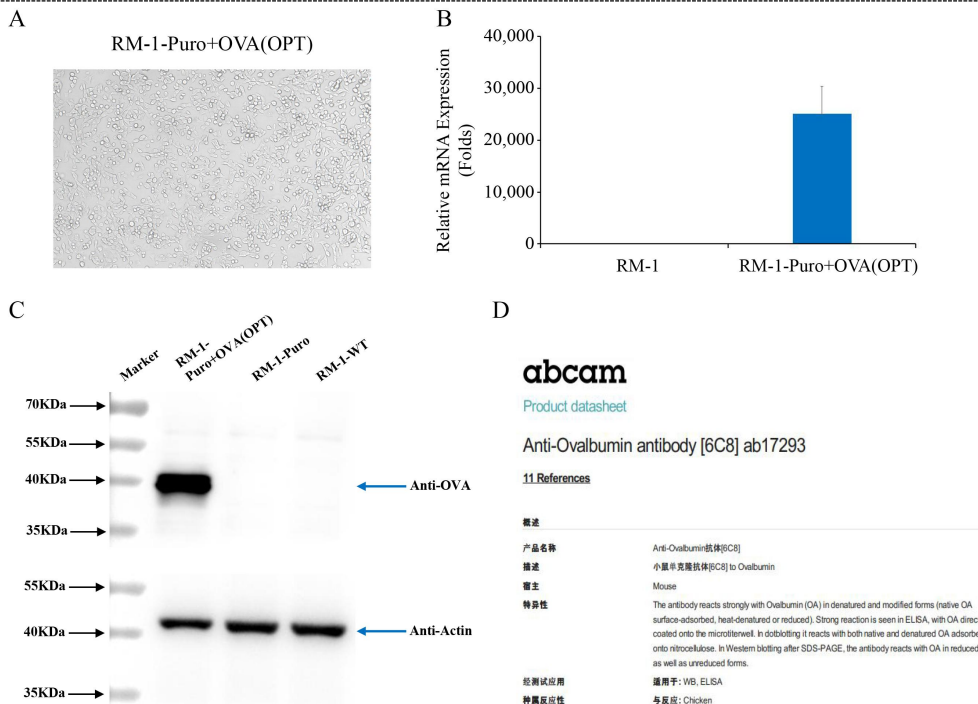 A
RM-1-Puro+OVA(OPT)
B
Relative mRNA Expression
(Folds)
40,000
30,000
20,000
10,000
0
RM-1
RM-1-Puro+OVA(OPT)
C
Marker
RM-1-
Puro+OVA(OPT)
RM-1-Puro
RM-1-WT
70KDa
55KDa
40KDa
35KDa
Anti-OVA
55KDa
40KDa
35KDa
Anti-Actin
D
abcam
Product datasheet
Anti-Ovalbumin antibody [6C8] ab17293
11 References
概述
产品名称 Anti-Ovalbumin抗体[6C8]
描述 小鼠单克隆抗体[6C8] to Ovalbumin
宿主 Mouse
特异性 The antibody reacts strongly with Ovalbumin (OA) in denatured and modified forms (native OA
surface-adsorbed, heat-denatured or reduced). Strong reaction is seen in ELISA, with OA direc
coated onto the microtiterwell. In dotblotting it reacts with both native and denatured OA adsorbe
onto nitrocellulose. In Western blotting after SDS-PAGE, the antibody reacts with OA in reduced
as well as unreduced forms.
经测试应用 适用于: WB, ELISA
种属反应性 与反应: Chicken